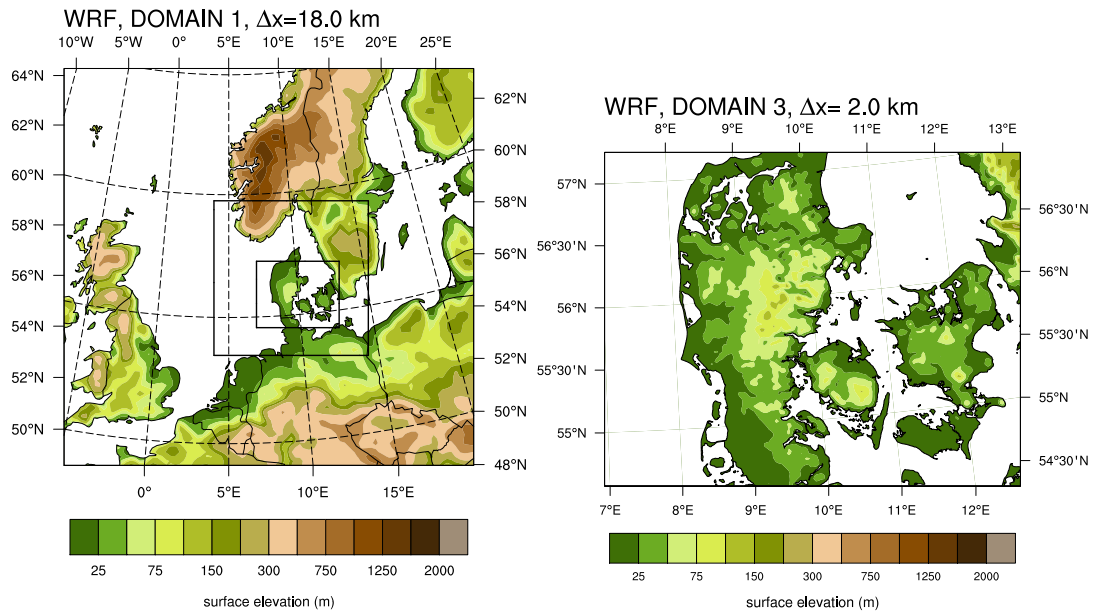 WRF, DOMAIN 1, Δx=18.0 km
10°W 5°W 0° 5°E 10°E 15°E 20°E 25°E
64°N
62°N
60°N
58°N
56°N
54°N
52°N
50°N
62°N
60°N
58°N
56°N
54°N
52°N
50°N
48°N
0° 5°E 10°E 15°E
25 75 150 300 750 1250 2000
surface elevation (m)
WRF, DOMAIN 3, Δx= 2.0 km
8°E 9°E 10°E 11°E 12°E 13°E
57°N
56°30'N
56°N
55°30'N
55°N
56°30'N
56°N
55°30'N
55°N
54°30'N
7°E 8°E 9°E 10°E 11°E 12°E
25 75 150 300 750 1250 2000
surface elevation (m)